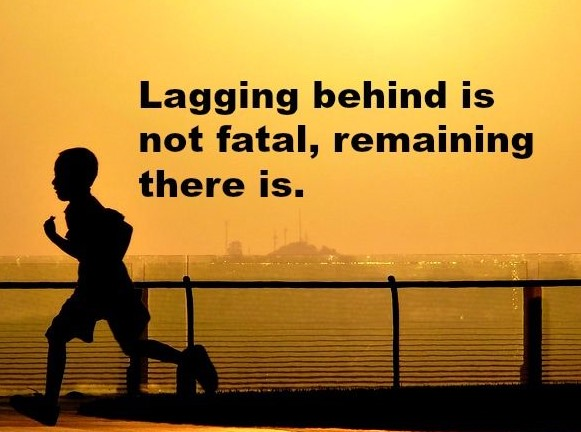 Lagging behind is
not fatal, remaining
there is.